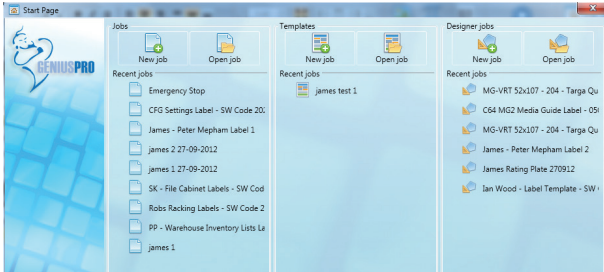 Start Page
GENIUSPRO
Jobs
New job
Open job
Recent jobs
Emergency Stop
CFG Settings Label - SW Code 202
James - Peter Mepham Label 1
james 2 27-09-2012
james 1 27-09-2012
SK - File Cabinet Labels - SW Cod
Robs Racking Labels - SW Code 2
PP - Warehouse Inventory Lists La
james 1
Templates
New job
Open job
Recent jobs
james test 1
Designer jobs
New job
Open job
Recent jobs
MG-VRT 52x107 - 204 - Targa Qu
C64 MG2 Media Guide Label - 05
MG-VRT 52x107 - 204 - Targa Qu
James - Peter Mepham Label 2
James Rating Plate 270912
Ian Wood - Label Template - SW